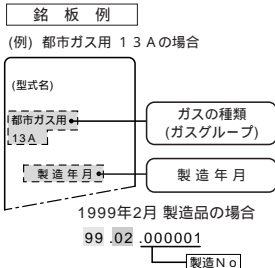 銘板例
(例) 都市ガス用 13Aの場合
(型式名)
都市ガス用
13A
ガスの種類
(ガスグループ)
製造年月
製造年月
1999年2月 製造品の場合
99.02.000001
製造No